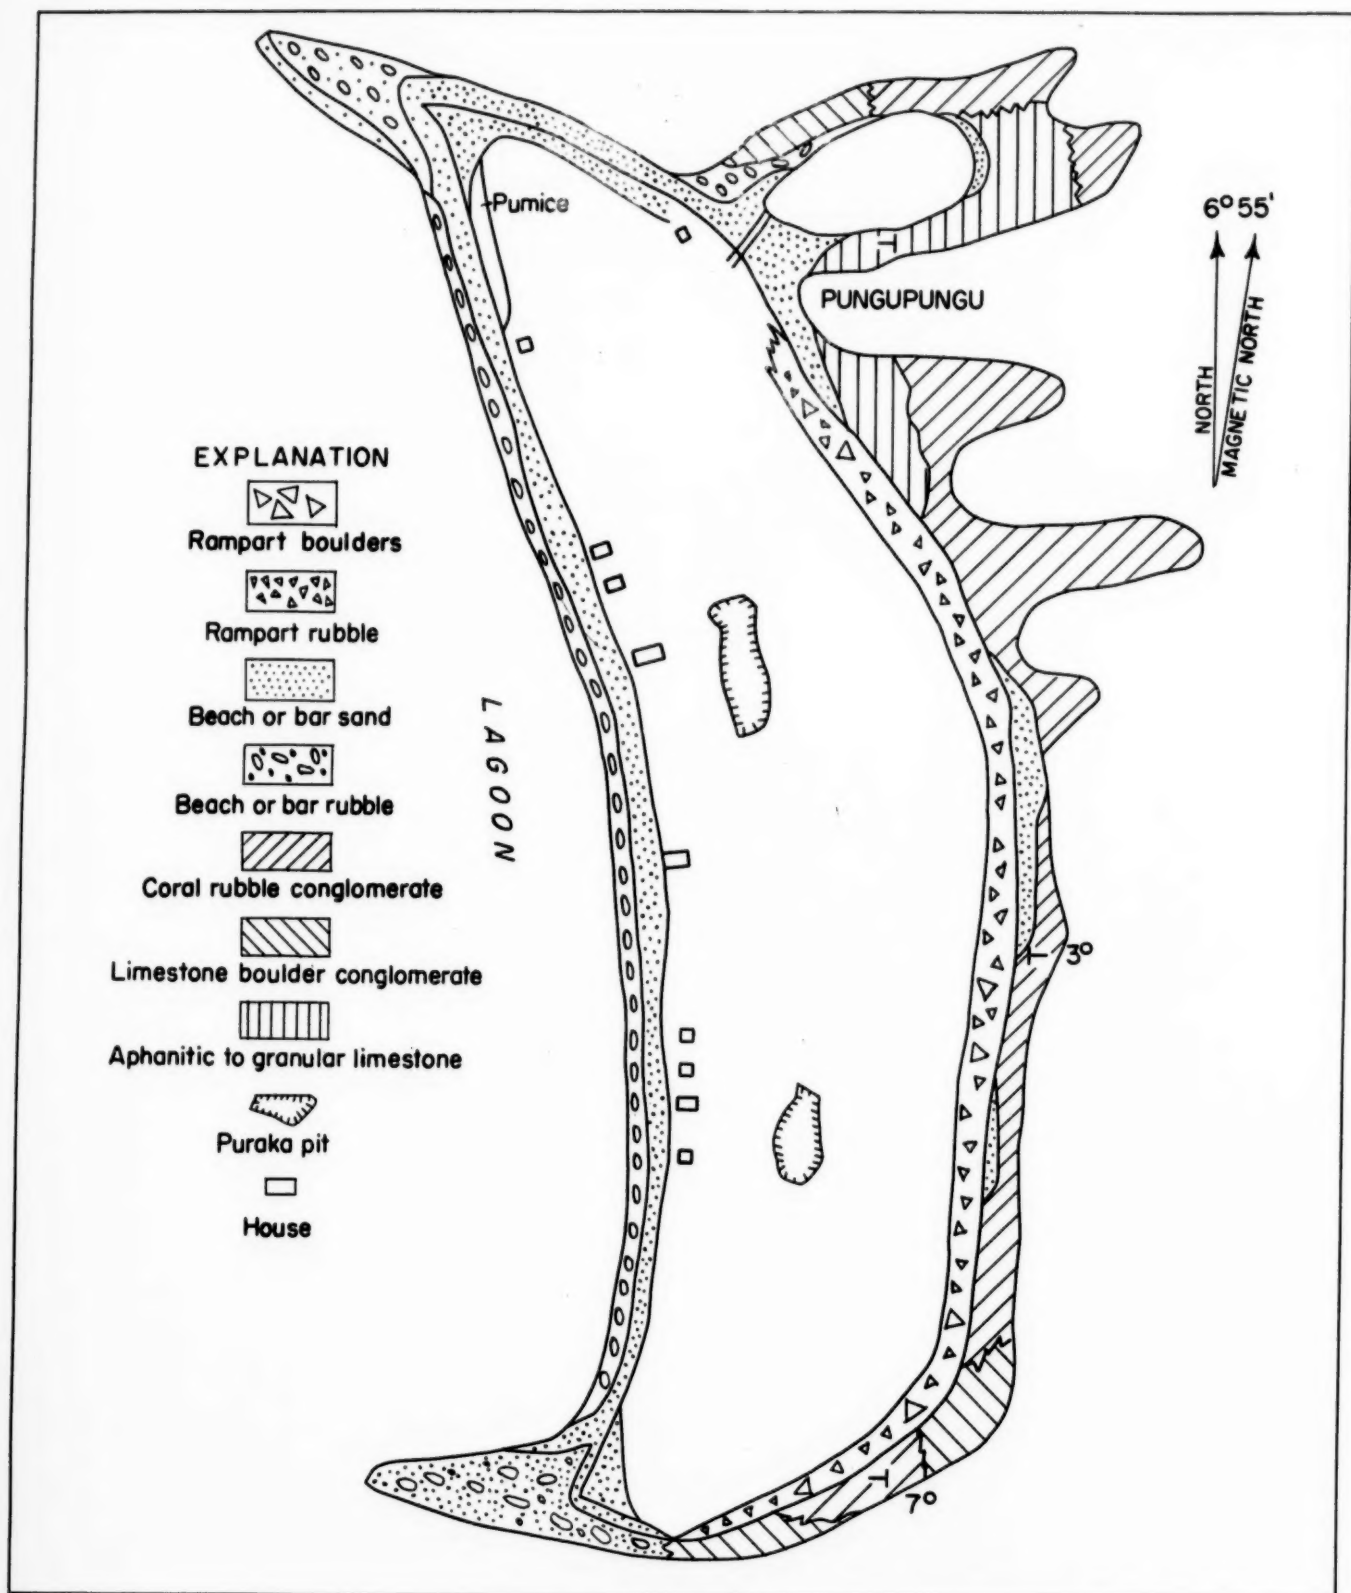 Pumice
6° 55'
PUNGUPUNGU
NORTH
MAGNETIC NORTH
EXPLANATION
Rampart boulders
Rampart rubble
Beach or bar sand
Beach or bar rubble
Coral rubble conglomerate
Limestone boulder conglomerate
Aphanitic to granular limestone
Puraka pit
House
LAGOON
3°
7°